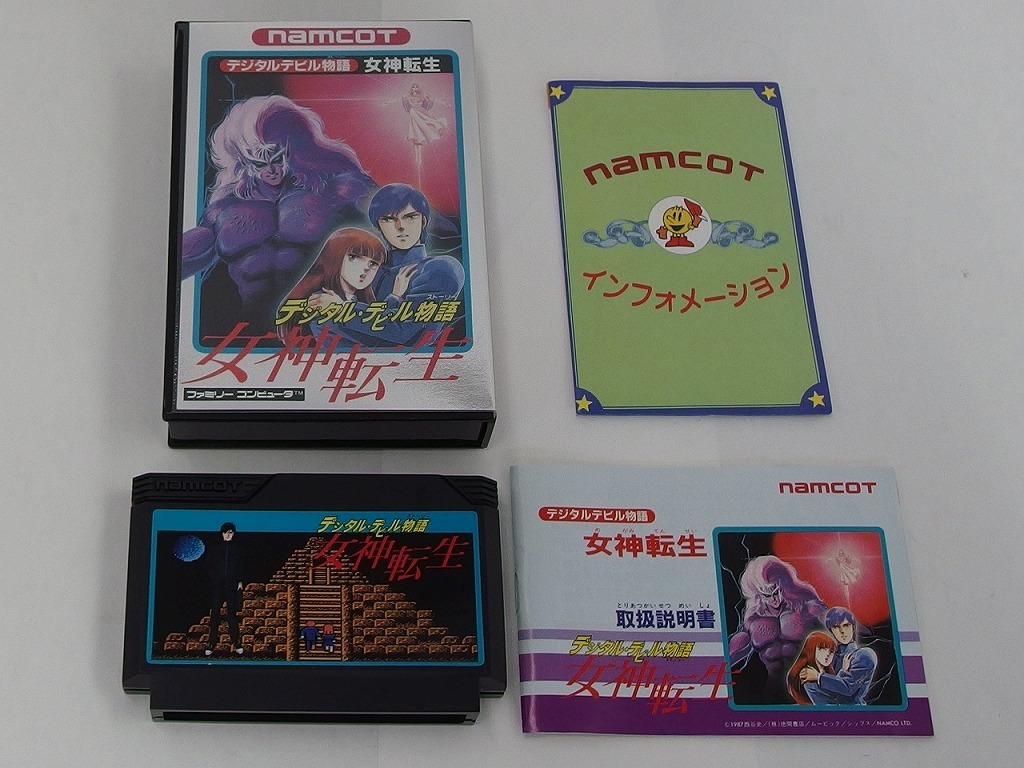 namcot
デジタルデビル物語 女神転生
ストーリー
デジタル・デビル物語
女神転生
ファミリー コンピュータ™
namcot
インフォメーション
namcot
デジタル・デビル物語
女神転生
namcot
デジタルデビル物語
め がみ てん せい
女神転生
とりあつかいせつ めい しょ
取扱説明書
デジタル・デビル物語
女神転生
©1987西谷史／(株)徳間書店／ムービック／シップス／NAMCO LTD.